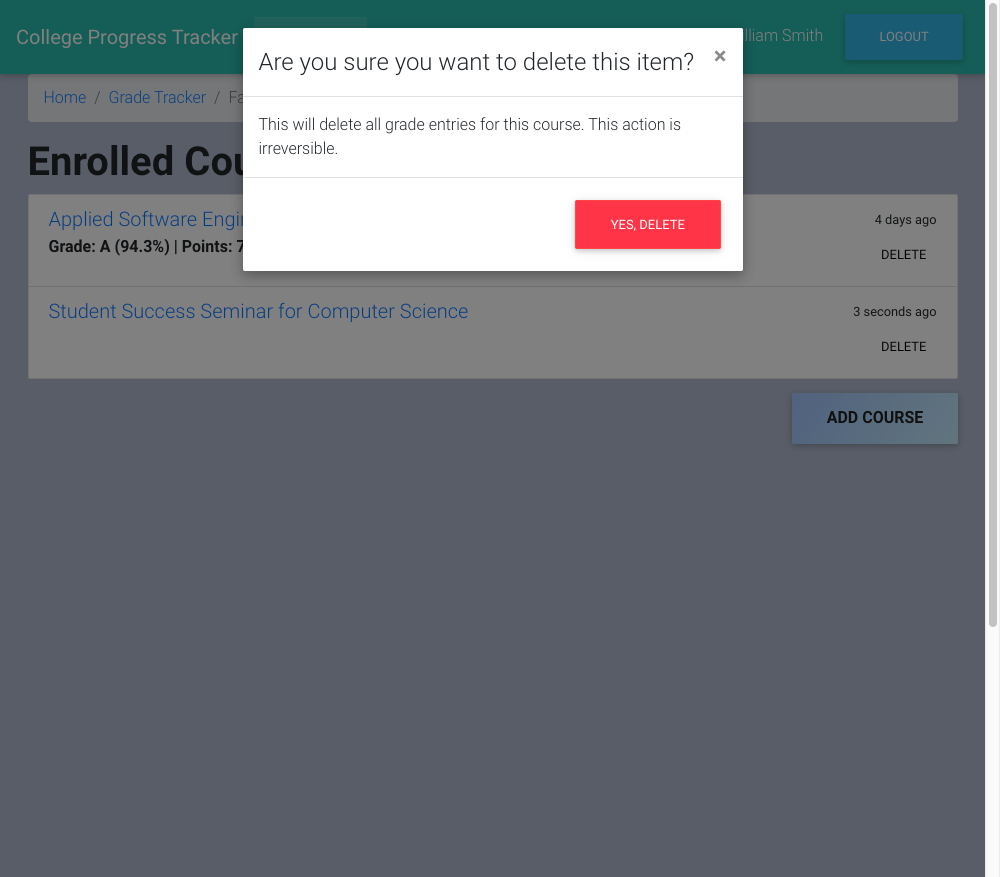 College Progress Tracker
lliam Smith
LOGOUT
Are you sure you want to delete this item? ×
This will delete all grade entries for this course. This action is
irreversible.
YES, DELETE
Home / Grade Tracker / Fa
Enrolled Cou
Applied Software Engin
4 days ago
Grade: A (94.3%) | Points: 7
DELETE
Student Success Seminar for Computer Science
3 seconds ago
DELETE
ADD COURSE